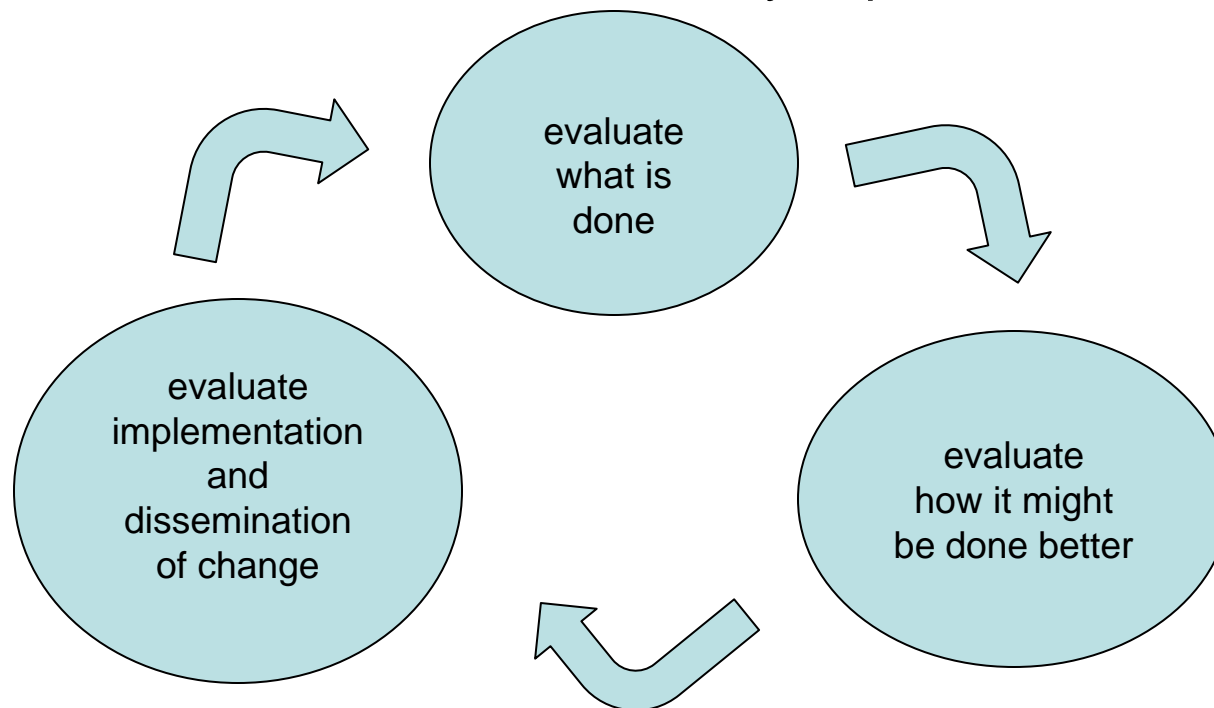 evaluate
what is
done
evaluate
implementation
and
dissemination
of change
evaluate
how it might
be done better